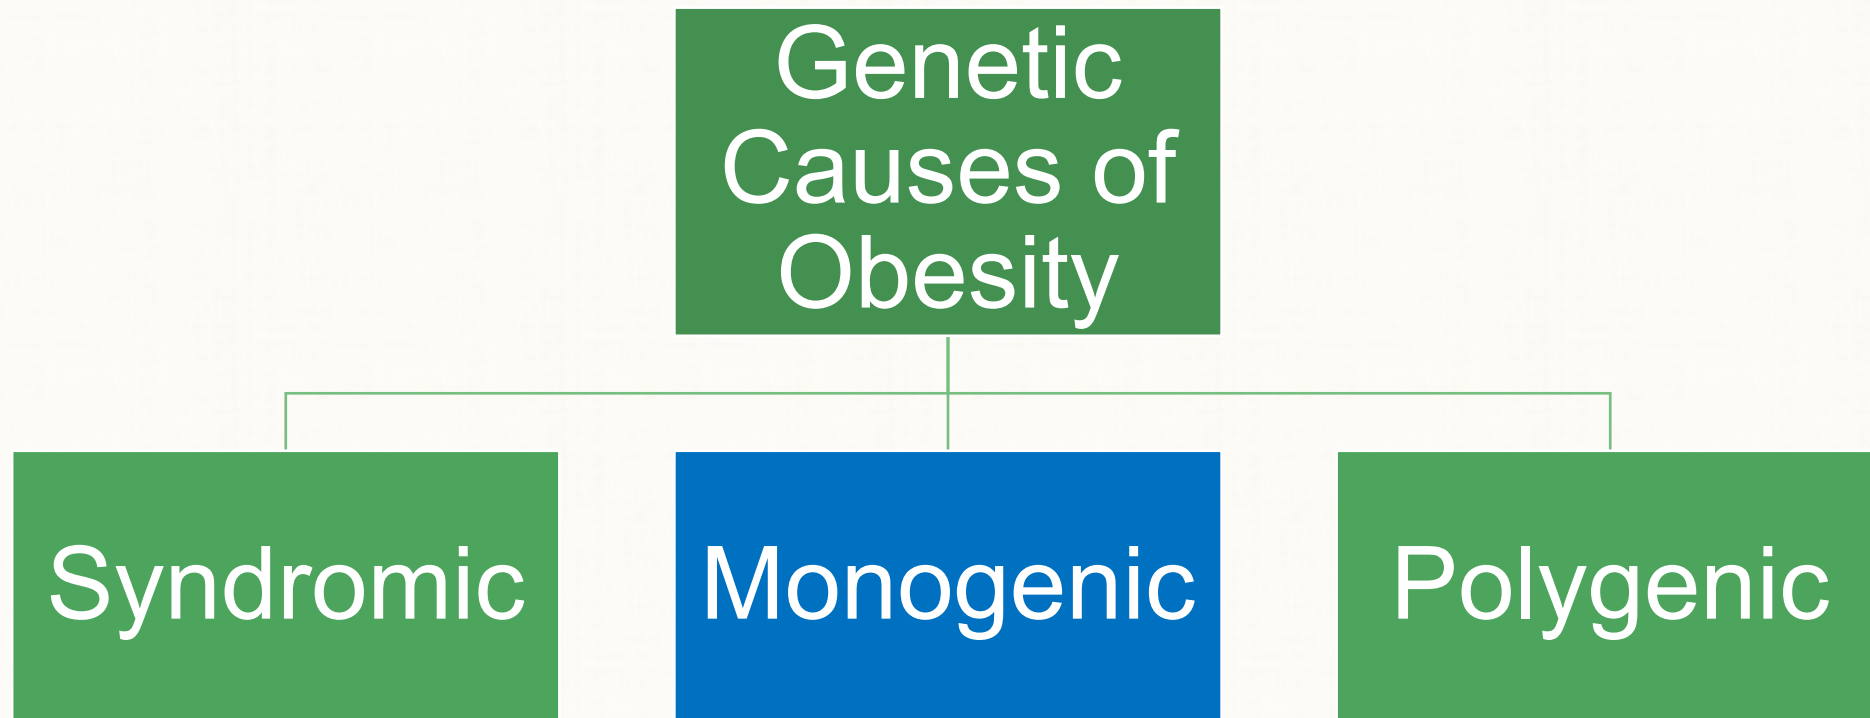 Genetic
Causes of
Obesity
Syndromic
Monogenic
Polygenic